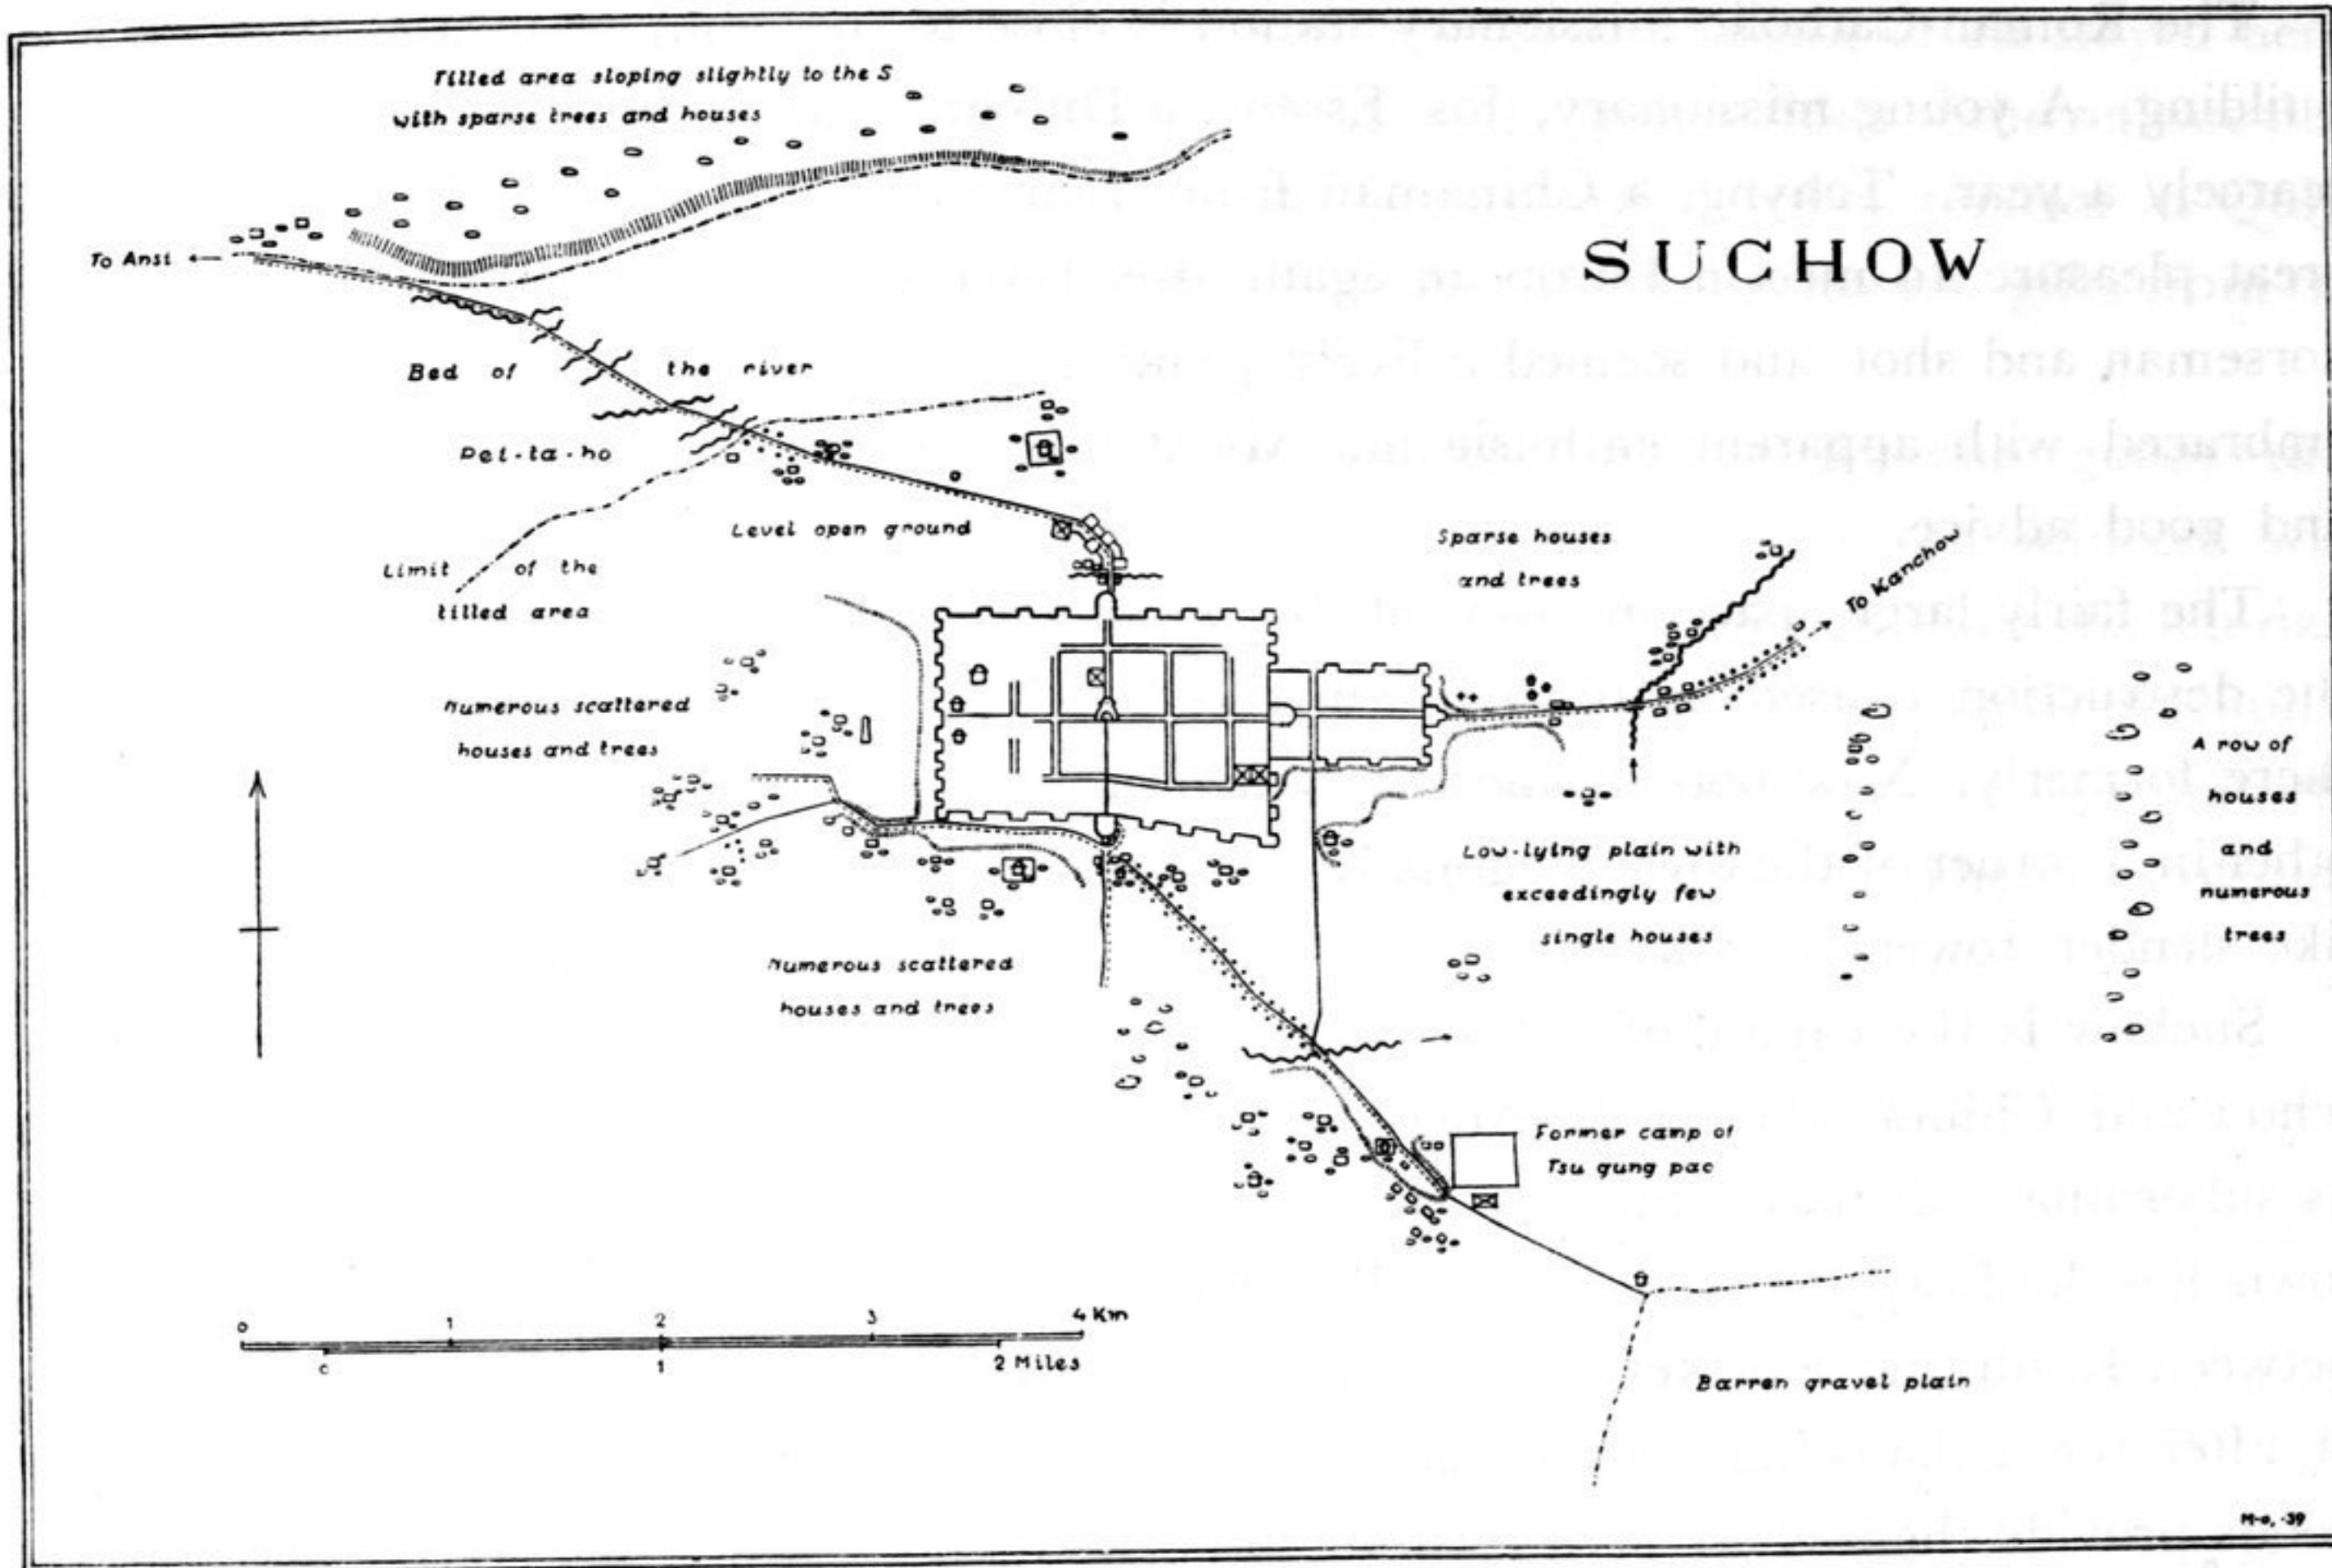 SUCHOW
Tilled area sloping slightly to the S
with sparse trees and houses
To Ansi
Bed of the river
Pei-ta-ho
Level open ground
Limit of the
tilled area
Sparse houses
and trees
To Kanchow
Numerous scattered
houses and trees
A row of
houses
and
numerous
trees
Low-lying plain with
exceedingly few
single houses
Numerous scattered
houses and trees
Former camp of
Tsu gung pao
0 1 2 3 4 Km
0 1 2 Miles
Barren gravel plain
M-o, -39